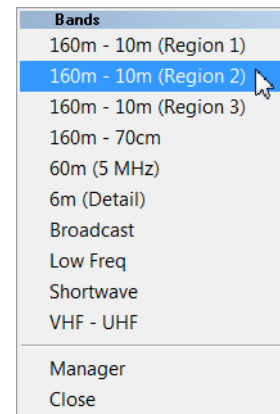 Bands
160m - 10m (Region 1)
160m - 10m (Region 2)
160m - 10m (Region 3)
160m - 70cm
60m (5 MHz)
6m (Detail)
Broadcast
Low Freq
Shortwave
VHF - UHF
Manager
Close